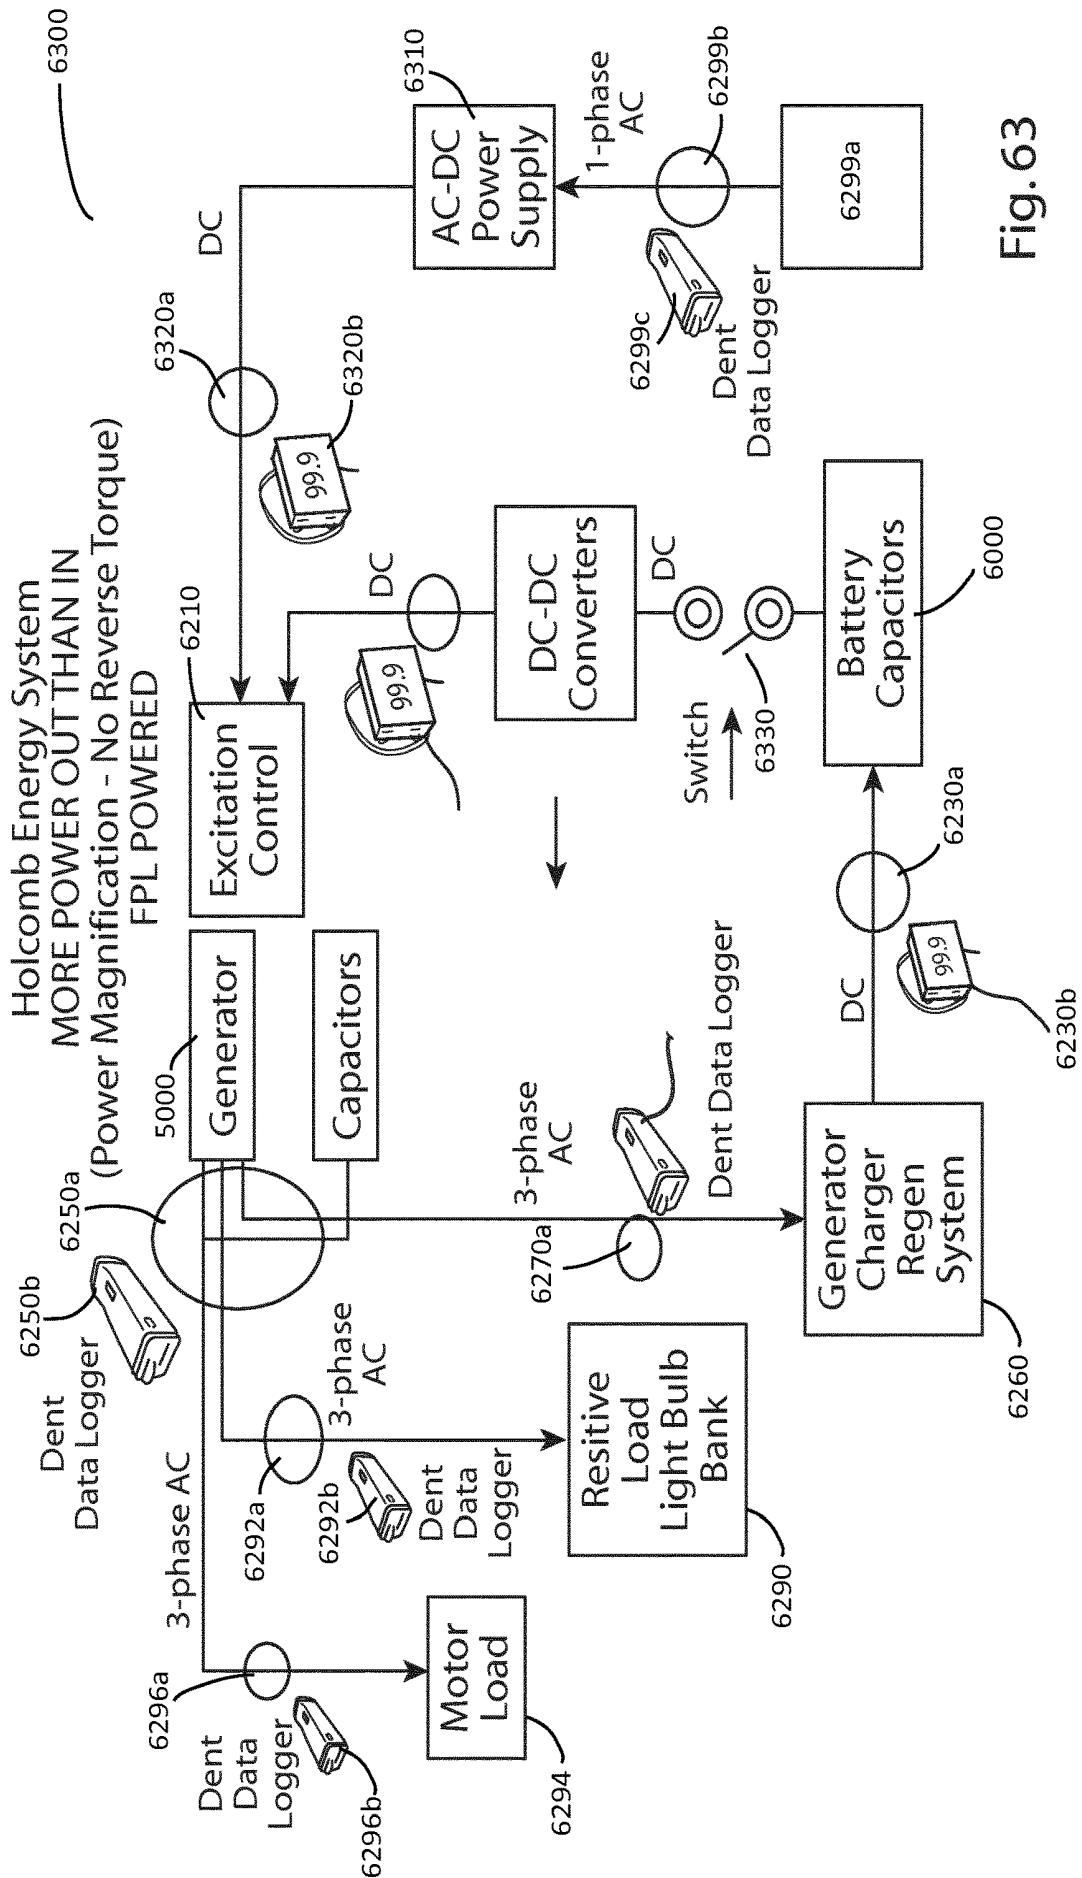 Holcomb Energy System
MORE POWER OUT THAN IN
(Power Magnification - No Reverse Torque)
FPL POWERED
6300
Dent
Data Logger
6250b
6250a
5000
Generator
Capacitors
6210
Excitation
Control
6320a
DC
6320b
99.9
DC
99.9
6310
AC-DC
Power
Supply
1-phase
AC
6299b
6299c
Dent
Data Logger
6299a
DC-DC
Converters
DC
Switch
6330
Battery
Capacitors
6000
3-phase AC
6296a
Dent
Data
Logger
6296b
Motor
Load
6294
3-phase
AC
6292a
6292b
Dent
Data
Logger
Resitive
Load
Light Bulb
Bank
6290
3-phase
AC
6270a
Dent Data Logger
Generator
Charger
Regen
System
6260
DC
99.9
6230a
6230b
Fig. 63